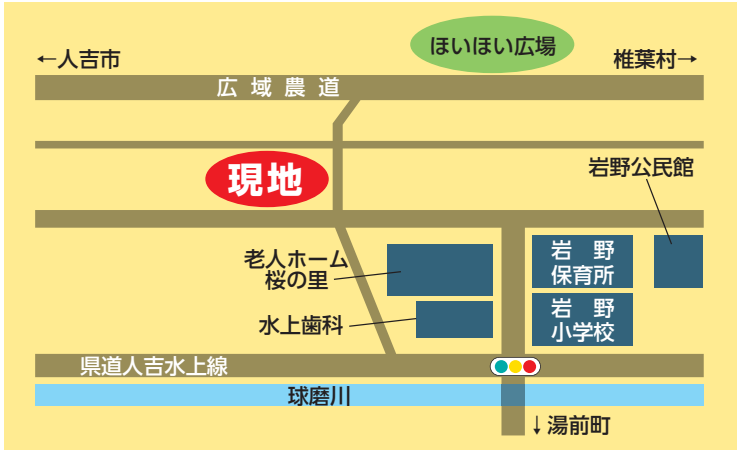 ほいほい広場
←人吉市
椎葉村→
広域農道
現地
岩野公民館
老人ホーム
桜の里
岩野
保育所
水上歯科
岩野
小学校
県道人吉水上線
球磨川
↓湯前町